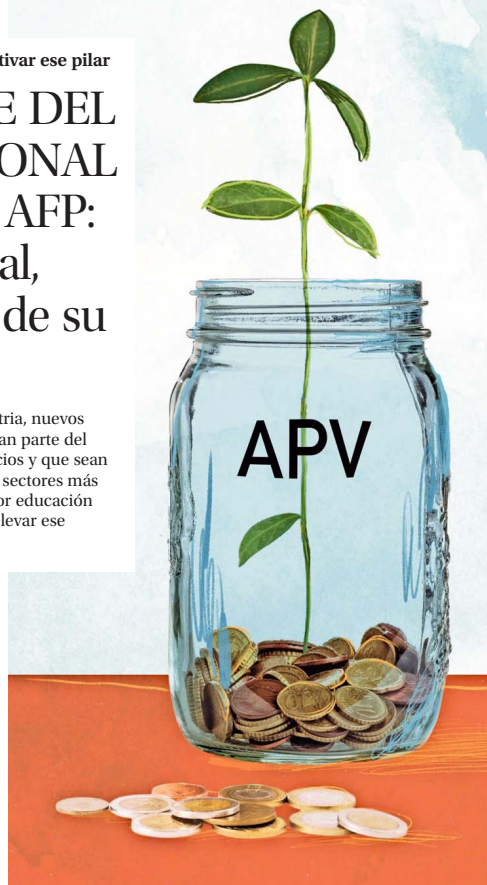 tivar ese pilar
E DEL
ONAL
AFP:
al,
de su
tria, nuevos
an parte del
cios y que sean
sectores más
or educación
levar ese
APV